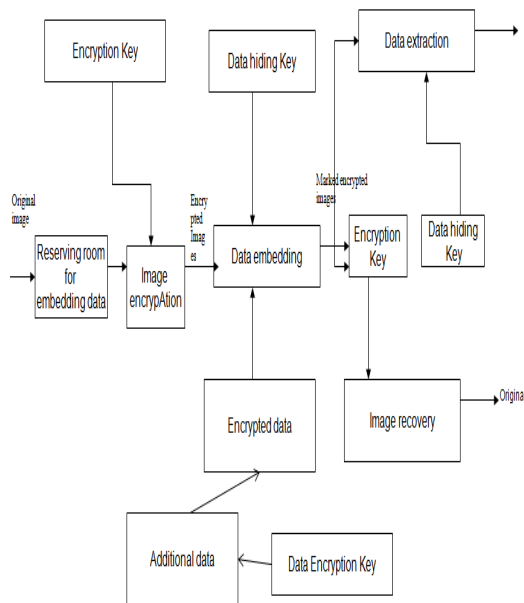 Encryption Key
Data hiding Key
Data extraction
Original
image
Encry
pted
Imag
es
Marked encrypted
images
Reserving room
for
embedding data
Image
encrypAtion
Data embedding
Encryption
Key
Data hiding
Key
Encrypted data
Image recovery
Origina
Additional data
Data Encryption Key